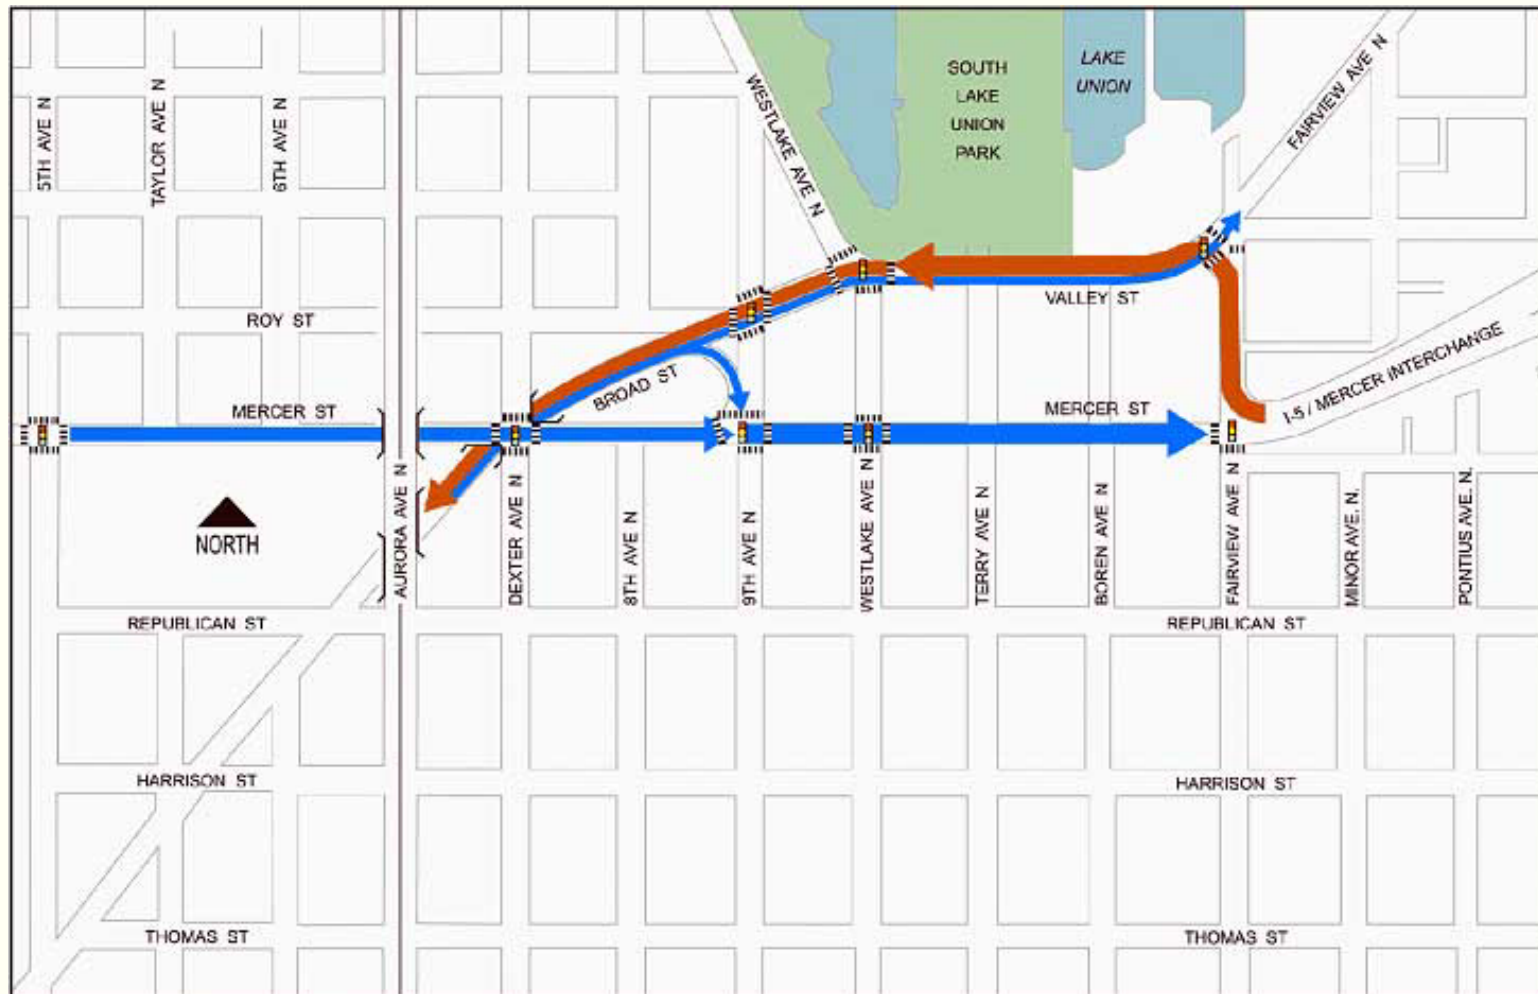 5TH AVE N
TAYLOR AVE N
6TH AVE N
WESTLAKE AVE N
SOUTH
LAKE
UNION
PARK
LAKE
UNION
FAIRVIEW AVE N
ROY ST
VALLEY ST
BROAD ST
MERCER ST
MERCER ST
I-5 / MERCER INTERCHANGE
NORTH
AURORA AVE N
DEXTER AVE N
8TH AVE N
9TH AVE N
WESTLAKE AVE N
TERRY AVE N
BOREN AVE N
FAIRVIEW AVE N
MINOR AVE. N.
PONTIUS AVE. N.
REPUBLICAN ST
REPUBLICAN ST
HARRISON ST
HARRISON ST
THOMAS ST
THOMAS ST